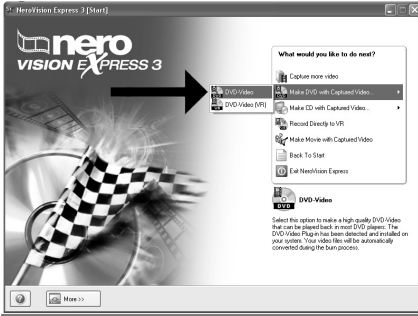 NeroVision Express 3 [Start]
nero
VISION EXPRESS 3
What would you like to do next?
Capture more video
DVD-Video
Make DVD with Captured Video...
DVD-Video (VR)
Make CD with Captured Video...
Record Directly to VR
Make Movie with Captured Video
Back To Start
Exit NeroVision Express
DVD
DVD-Video
Select this option to make a high quality DVD-Video
that can be played back in most DVD players. The
DVD-Video Plug-in has been detected and installed on
your system. Your video files will be automatically
converted during the burn process.
? More >>